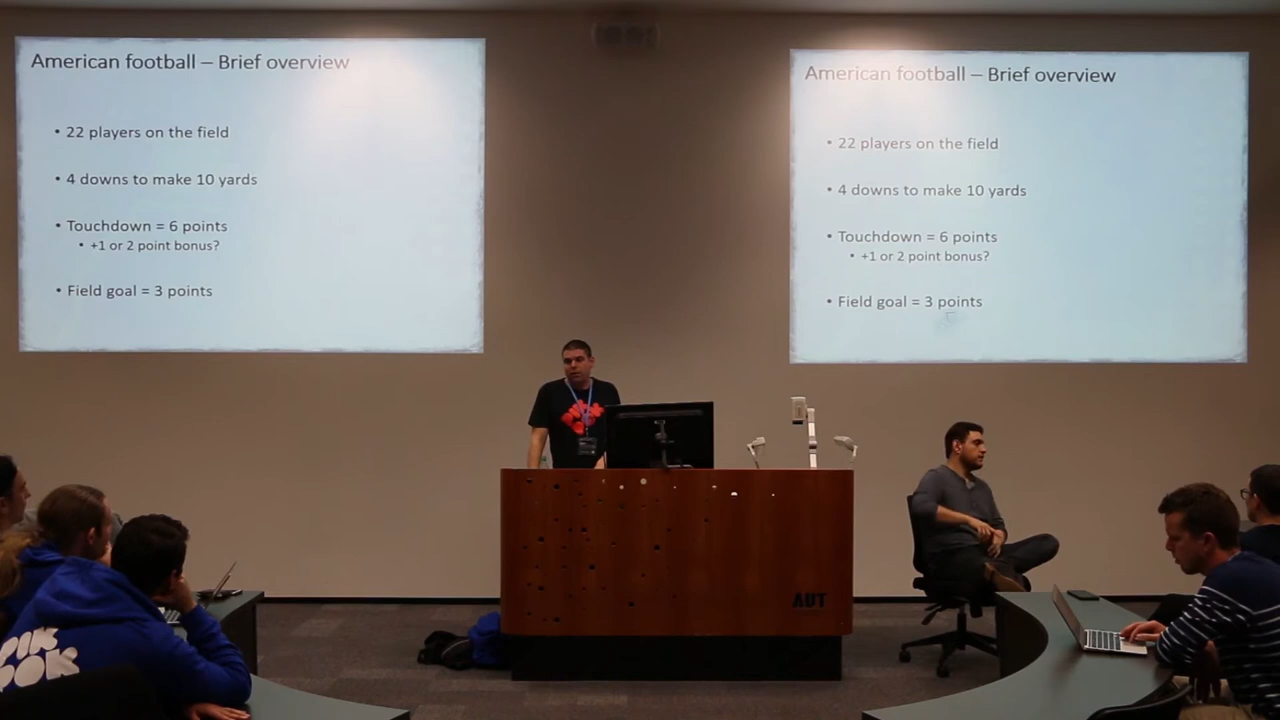 American football – Brief overview
• 22 players on the field
• 4 downs to make 10 yards
• Touchdown = 6 points
• +1 or 2 point bonus?
• Field goal = 3 points
American football – Brief overview
• 22 players on the field
• 4 downs to make 10 yards
• Touchdown = 6 points
• +1 or 2 point bonus?
• Field goal = 3 points
AUT